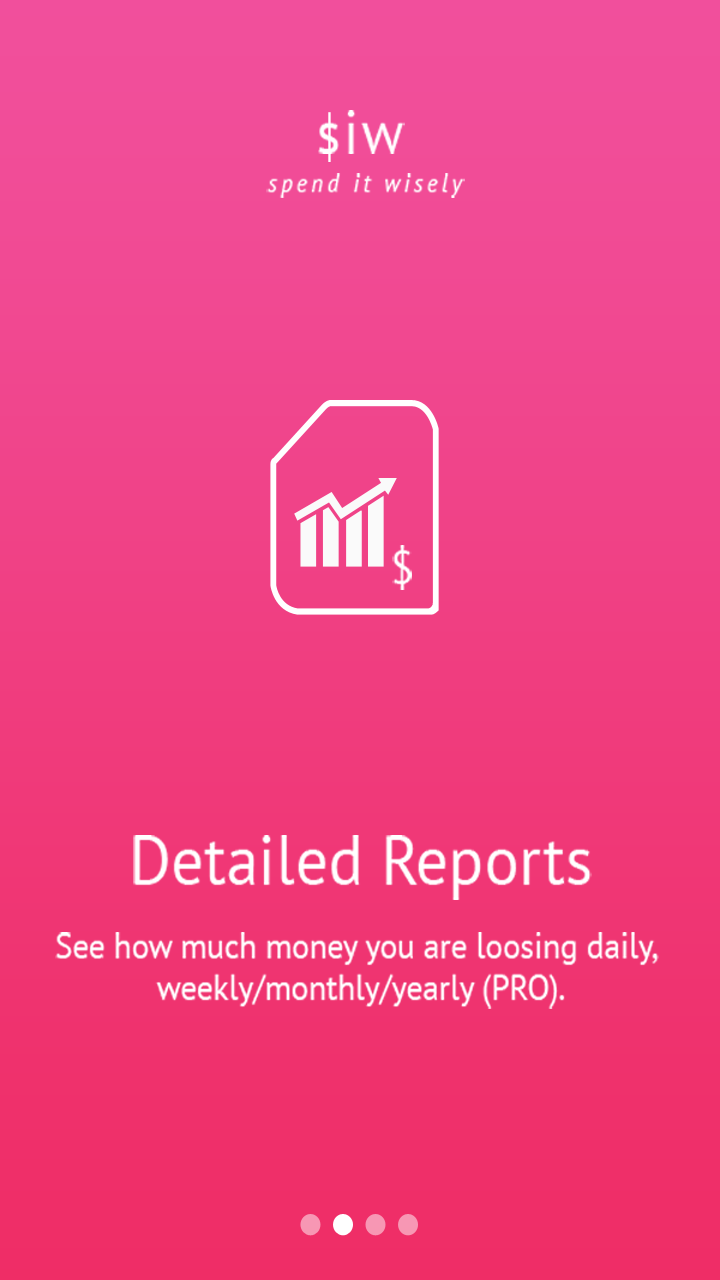 $iw
spend it wisely
$
Detailed Reports
See how much money you are loosing daily,
weekly/monthly/yearly (PRO).